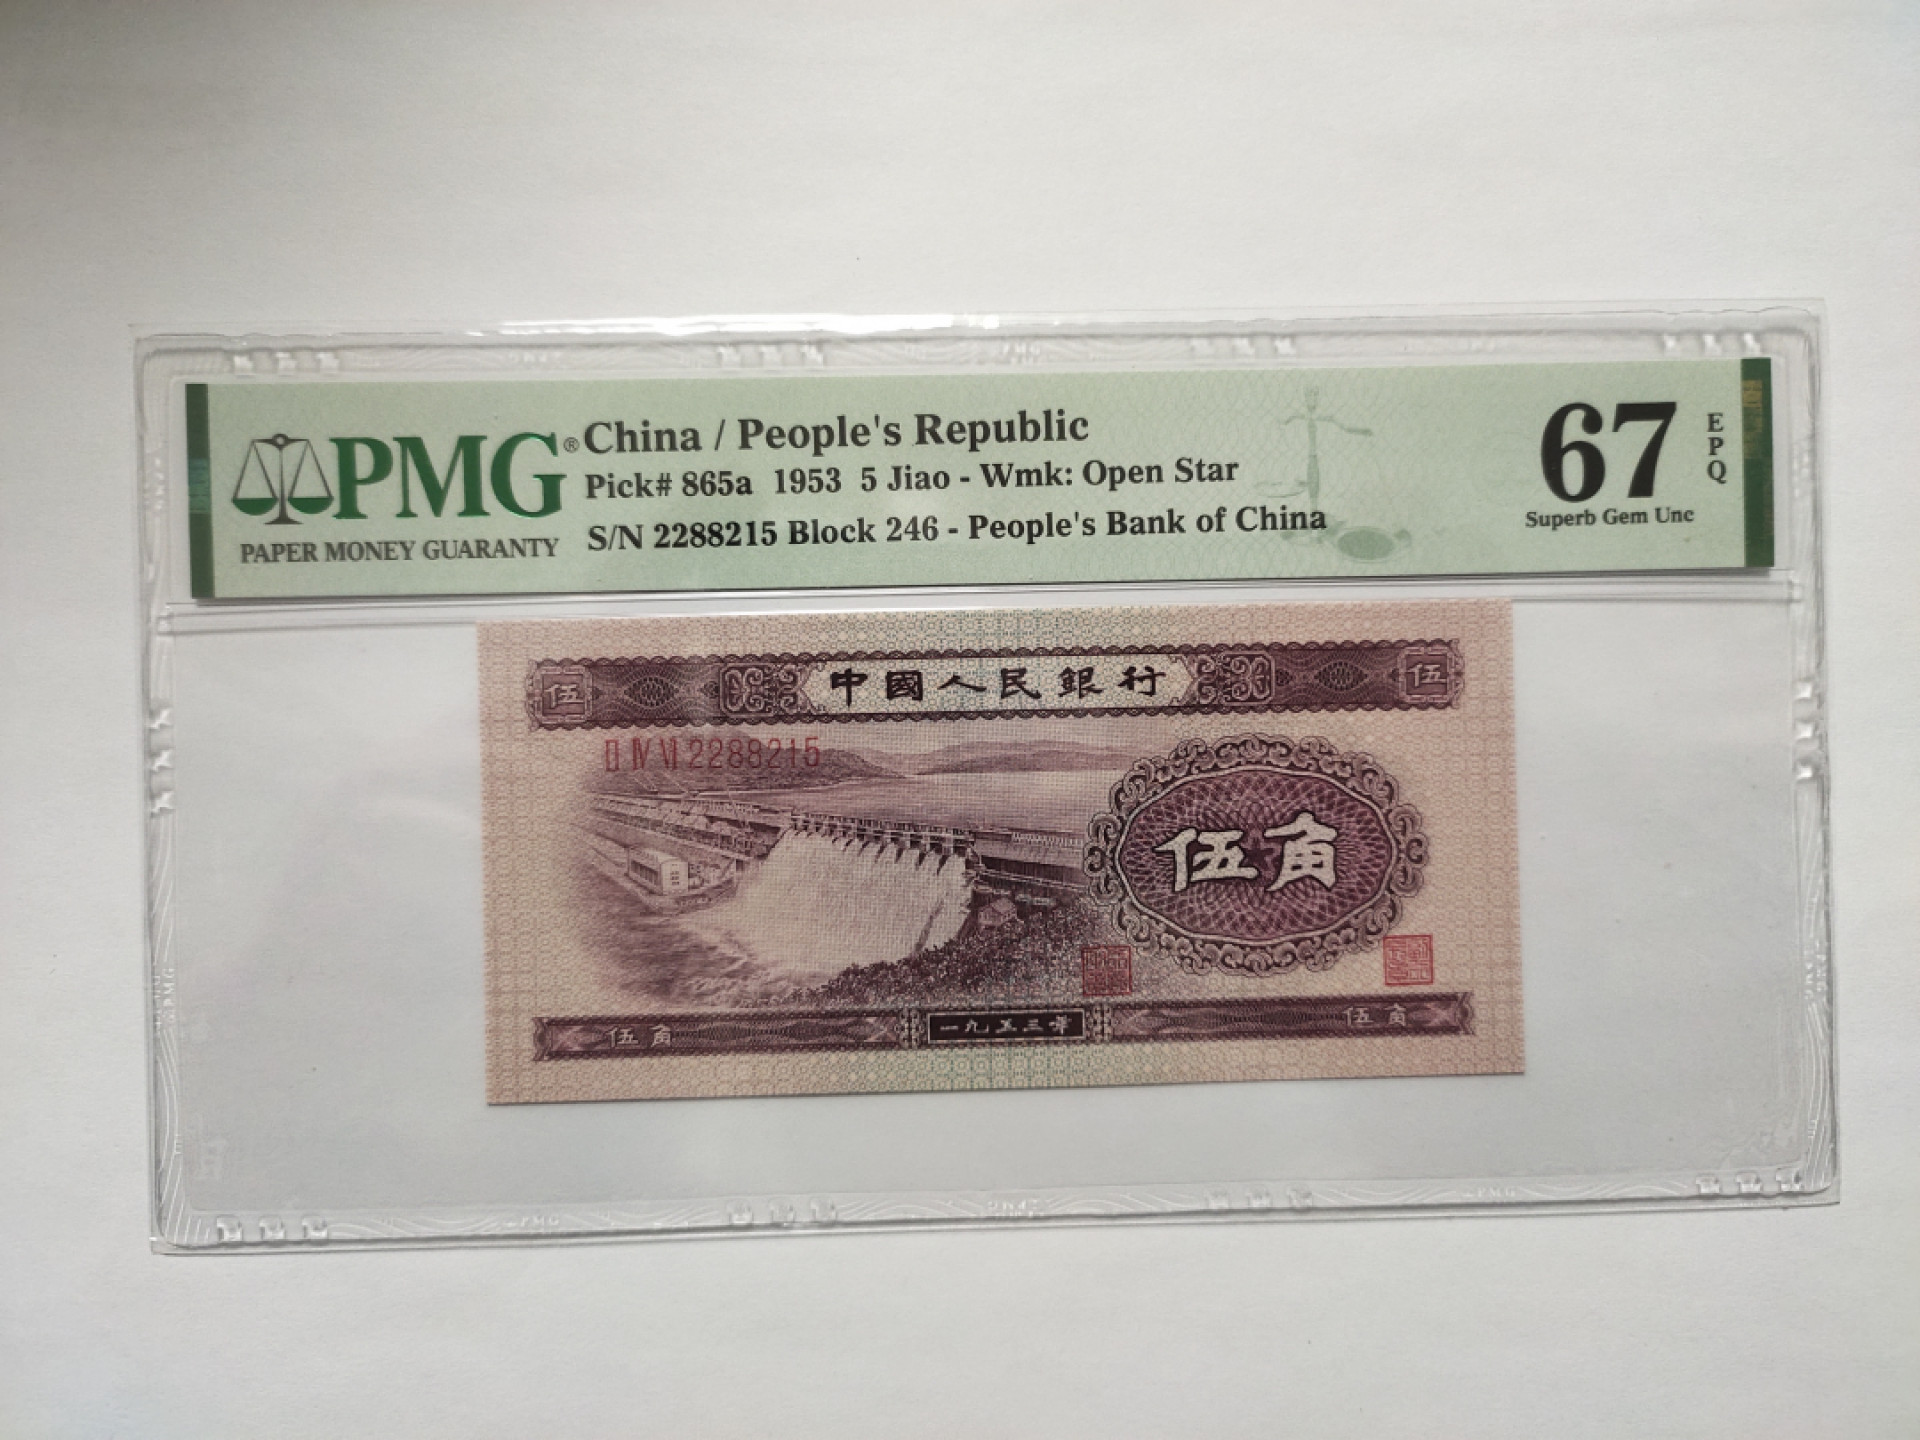 PMG®
PAPER MONEY GUARANTY
China / People's Republic
Pick# 865a 1953 5 Jiao - Wmk: Open Star
S/N 2288215 Block 246 - People's Bank of China
67
EPQ
Superb Gem Unc
伍 中國人民銀行 伍
Ⅱ Ⅳ Ⅵ 2288215
伍角
伍角 一九五三年 伍角